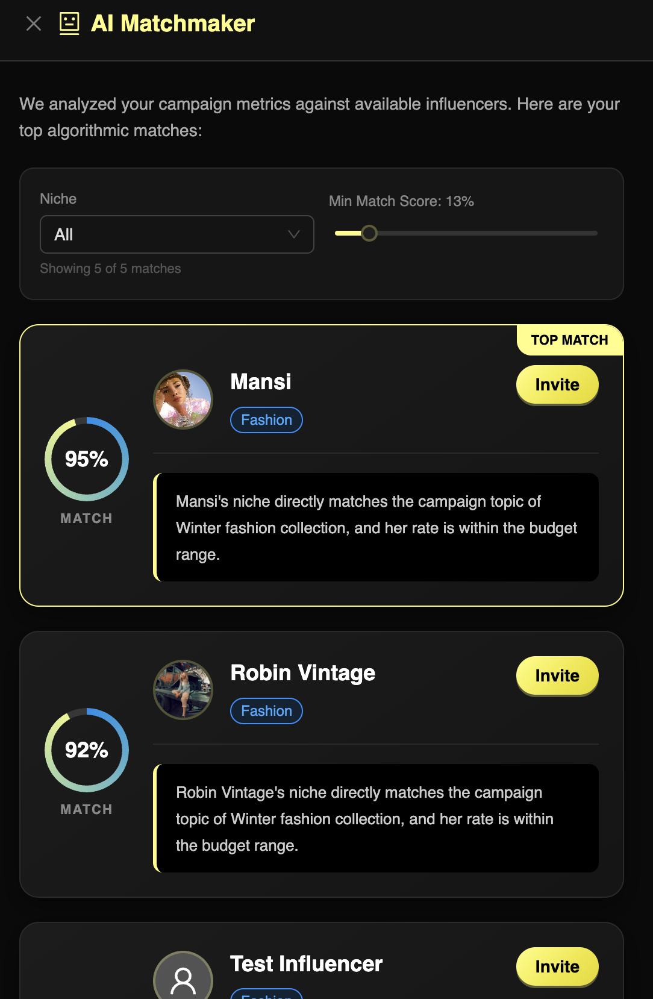 AI Matchmaker
We analyzed your campaign metrics against available influencers. Here are your
top algorithmic matches:
Niche
Min Match Score: 13%
All
Showing 5 of 5 matches
TOP MATCH
Mansi
Invite
Fashion
95%
MATCH
Mansi's niche directly matches the campaign topic of
Winter fashion collection, and her rate is within the budget
range.
Robin Vintage
Invite
Fashion
92%
MATCH
Robin Vintage's niche directly matches the campaign
topic of Winter fashion collection, and her rate is within
the budget range.
Test Influencer
Invite
Fashion